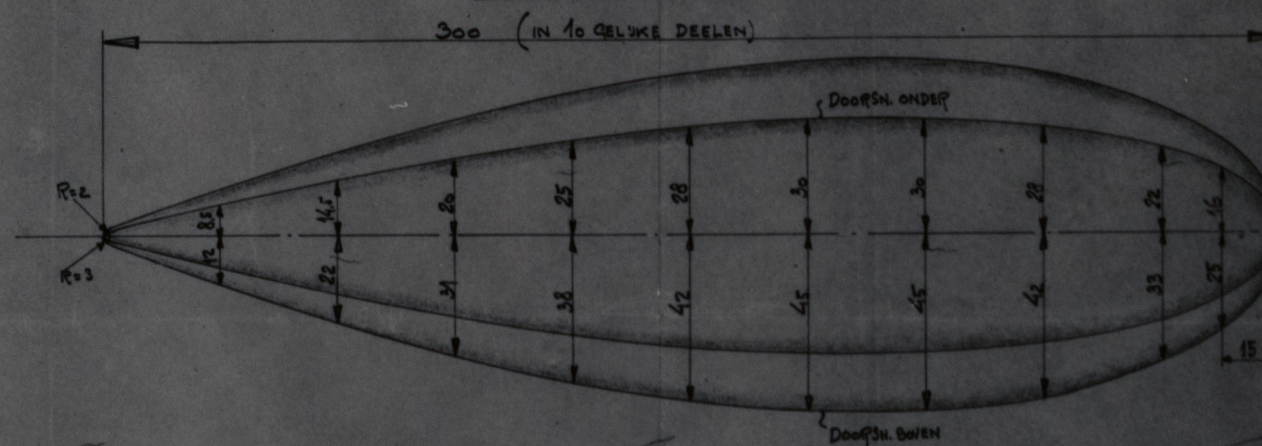 300 (IN 10 GELIJKE DEELEN)
DOORSN. ONDER
R=2
8.5 14.5 20 25 28 30 30 28 22 16
12 22 31 38 42 45 45 42 33 25
R=3
15
DOORSN. BOVEN